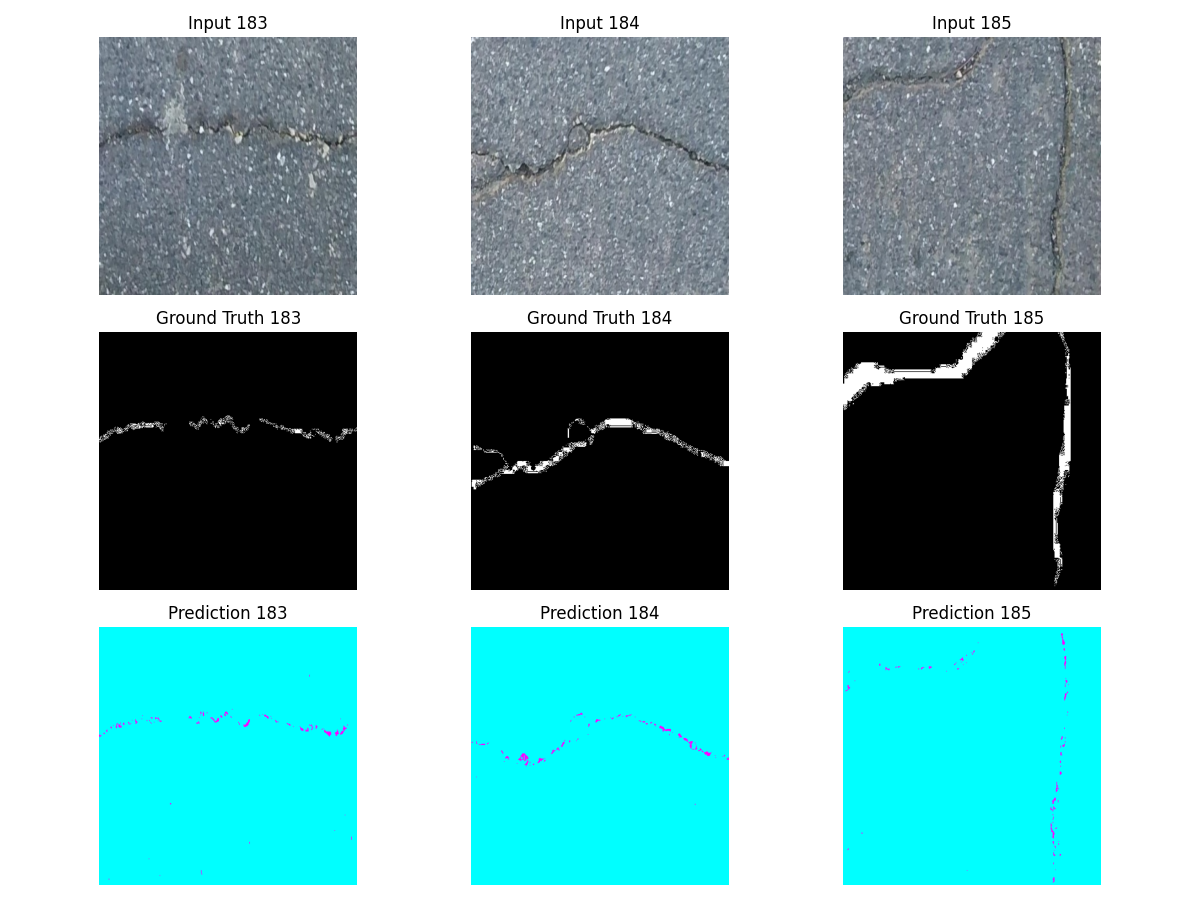 Input 183
Input 184
Input 185
Ground Truth 183
Ground Truth 184
Ground Truth 185
Prediction 183
Prediction 184
Prediction 185